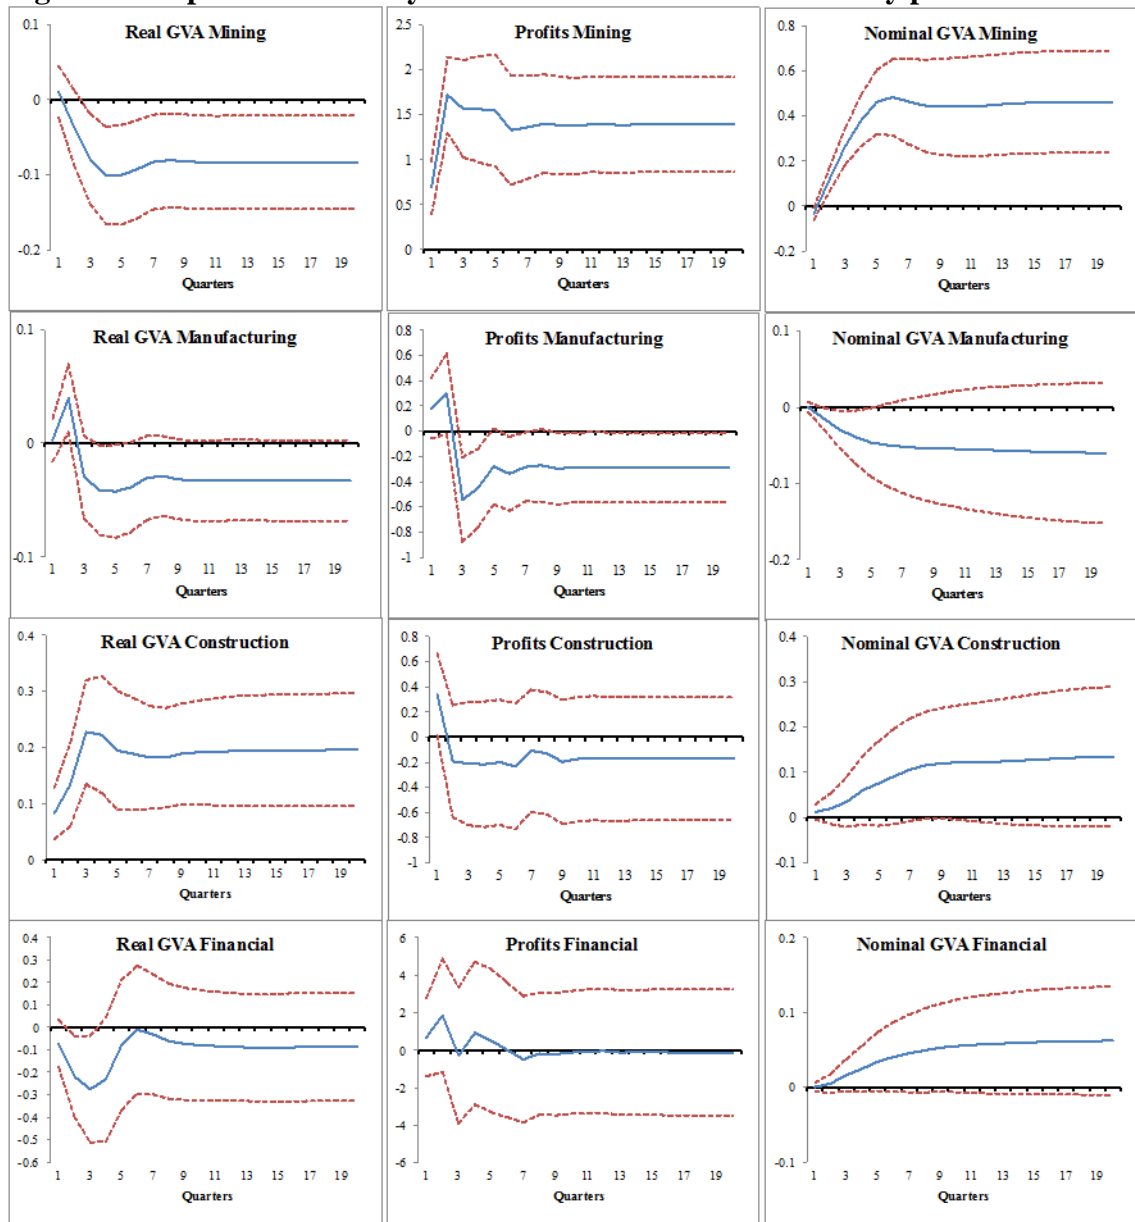 Real GVA Mining
0.1
0
-0.1
-0.2
1 3 5 7 9 11 13 15 17 19
Quarters
Profits Mining
2.5
2
1.5
1
0.5
0
1 3 5 7 9 11 13 15 17 19
Quarters
Nominal GVA Mining
0.8
0.6
0.4
0.2
0
-0.2
1 3 5 7 9 11 13 15 17 19
Quarters
Real GVA Manufacturing
0.1
0
-0.1
1 3 5 7 9 11 13 15 17 19
Quarters
Profits Manufacturing
0.8
0.6
0.4
0.2
0
-0.2
-0.4
-0.6
-0.8
-1
1 3 5 7 9 11 13 15 17 19
Quarters
Nominal GVA Manufacturing
0.1
0
-0.1
-0.2
1 3 5 7 9 11 13 15 17 19
Quarters
Real GVA Construction
0.4
0.3
0.2
0.1
0
1 3 5 7 9 11 13 15 17 19
Quarters
Profits Construction
0.8
0.6
0.4
0.2
0
-0.2
-0.4
-0.6
-0.8
-1
1 3 5 7 9 11 13 15 17 19
Quarters
Nominal GVA Construction
0.4
0.3
0.2
0.1
0
-0.1
1 3 5 7 9 11 13 15 17 19
Quarters
Real GVA Financial
0.4
0.3
0.2
0.1
0
-0.1
-0.2
-0.3
-0.4
-0.5
-0.6
1 3 5 7 9 11 13 15 17 19
Quarters
Profits Financial
6
4
2
0
-2
-4
-6
1 3 5 7 9 11 13 15 17 19
Quarters
Nominal GVA Financial
0.2
0.1
0
-0.1
1 3 5 7 9 11 13 15 17 19
Quarters